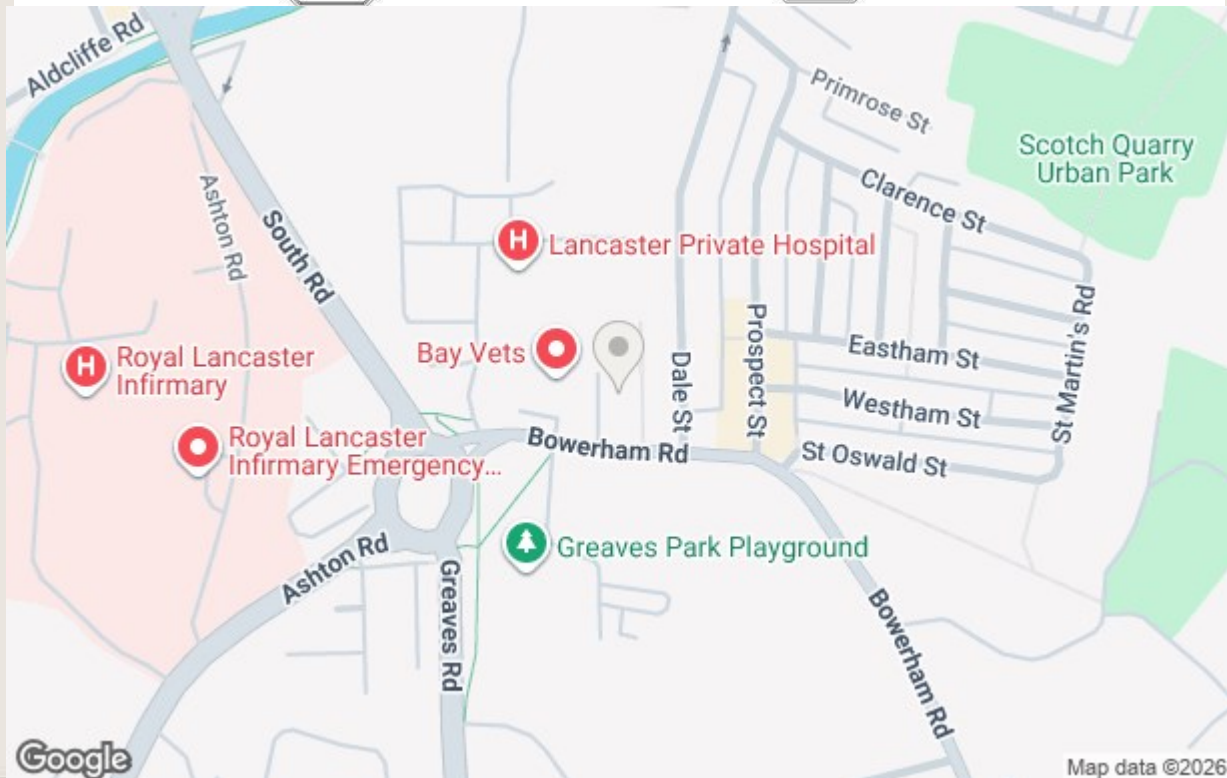 Aldcliffe Rd
Primrose St
Scotch Quarry
Urban Park
Ashton Rd
South Rd
Clarence St
H
Lancaster Private Hospital
Bay Vets
H
Royal Lancaster
Infirmary
Dale St
Prospect St
Eastham St
Westham St
St Martin's Rd
Royal Lancaster
Infirmary Emergency...
Bowerham Rd
St Oswald St
Ashton Rd
Greaves Park Playground
Greaves Rd
Bowerham Rd
Google
Map data ©2026